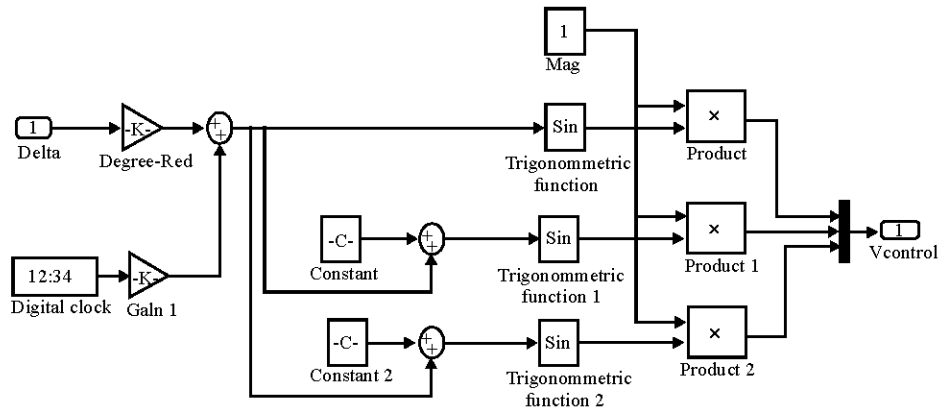 1
Mag
1
Delta
-K-
Degree-Red
+
+
Sin
Trigonommetric
function
×
Product
-C-
Constant
+
+
Sin
Trigonommetric
function 1
×
Product 1
1
Vcontrol
12:34
Digital clock
-K-
Galn 1
-C-
Constant 2
+
+
Sin
Trigonommetric
function 2
×
Product 2